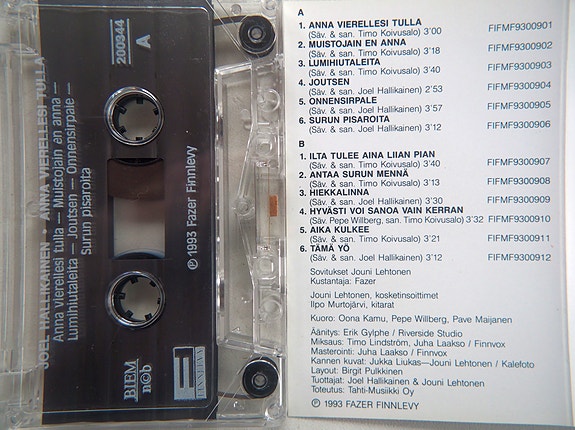 JOEL HALLIKAINEN • ANNA VIERELLESI TULLA
Anna vierellesi tulla — Muistojain en anna —
Lumihiutaleita — Joutsen — Onnensirpale —
Surun pisaroita
200344
A
℗ 1993 Fazer Finnlevy
BIEM
n©b
FINNLEVY
A
1. ANNA VIERELLESI TULLA
(Säv. & san. Timo Koivusalo) 3'00 FIFMF9300901
2. MUISTOJAIN EN ANNA
(Säv. & san. Timo Koivusalo) 3'18 FIFMF9300902
3. LUMIHIUTALEITA
(Säv. & san. Timo Koivusalo) 3'40 FIFMF9300903
4. JOUTSEN
(Säv. & san. Joel Hallikainen) 2'53 FIFMF9300904
5. ONNENSIRPALE
(Säv. & san. Joel Hallikainen) 3'57 FIFMF9300905
6. SURUN PISAROITA
(Säv. & san. Joel Hallikainen) 3'12 FIFMF9300906
B
1. ILTA TULEE AINA LIIAN PIAN
(Säv. & san. Timo Koivusalo) 3'40 FIFMF9300907
2. ANTAA SURUN MENNÄ
(Säv. & san. Timo Koivusalo) 3'13 FIFMF9300908
3. HIEKKALINNA
(Säv. & san. Joel Hallikainen) 3'30 FIFMF9300909
4. HYVÄSTI VOI SANOA VAIN KERRAN
(Säv. Pepe Willberg, san. Timo Koivusalo) 3'32 FIFMF9300910
5. AIKA KULKEE
(Säv. & san. Timo Koivusalo) 3'21 FIFMF9300911
6. TÄMÄ YÖ
(Säv. & san. Joel Hallikainen) 3'12 FIFMF9300912
Sovitukset Jouni Lehtonen
Kustantaja: Fazer
Jouni Lehtonen, kosketinsoittimet
Ilpo Murtojärvi, kitarat
Kuoro: Oona Kamu, Pepe Willberg, Pave Maijanen
Äänitys: Erik Gylphe / Riverside Studio
Miksaus: Timo Lindström, Juha Laakso / Finnvox
Masterointi: Juha Laakso / Finnvox
Kannen kuvat: Jukka Liukas—Jouni Lehtonen / Kalefoto
Layout: Birgit Pulkkinen
Tuottajat: Joel Hallikainen & Jouni Lehtonen
Toteutus: Tahti-Musiikki Oy
℗ 1993 FAZER FINNLEVY